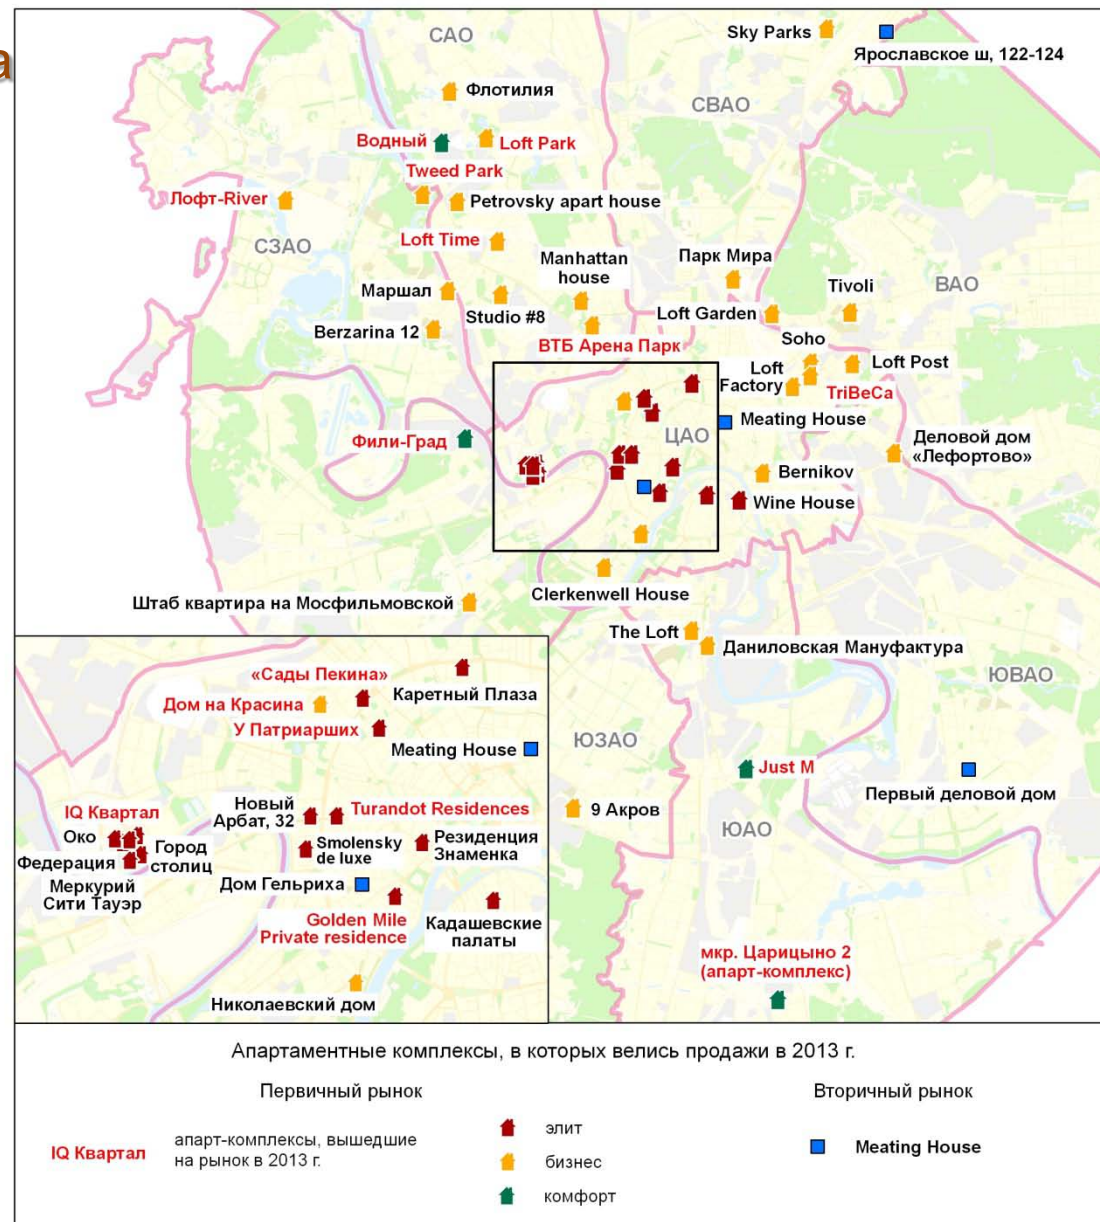 а
САО
Sky Parks
Ярославское ш, 122-124
Флотилия
СВАО
Водный
Loft Park
Tweed Park
Лофт-River
Petrovsky apart house
СЗАО
Loft Time
Manhattan
house
Парк Мира
Маршал
Studio #8
Tivoli
ВАО
Berzarina 12
Loft Garden
ВТБ Арена Парк
Soho
Loft
Factory
Loft Post
TriBeCa
Фили-Град
ЦАО
Meating House
Деловой дом
«Лефортово»
Bernikov
Wine House
Clerkenwell House
Штаб квартира на Мосфильмовской
The Loft
Даниловская Мануфактура
ЮВАО
ЮЗАО
Just M
Первый деловой дом
9 Акров
ЮАО
мкр. Царицыно 2
(апарт-комплекс)
«Сады Пекина»
Каретный Плаза
Дом на Красина
У Патриарших
Meating House
IQ Квартал
Новый
Арбат, 32
Turandot Residences
Око
Город
столиц
Smolensky
de luxe
Резиденция
Знаменка
Федерация
Меркурий
Сити Тауэр
Дом Гельриха
Golden Mile
Private residence
Кадашевские
палаты
Николаевский дом
Апартаментные комплексы, в которых велись продажи в 2013 г.
Первичный рынок
Вторичный рынок
IQ Квартал
апарт-комплексы, вышедшие
на рынок в 2013 г.
элит
бизнес
комфорт
Meating House